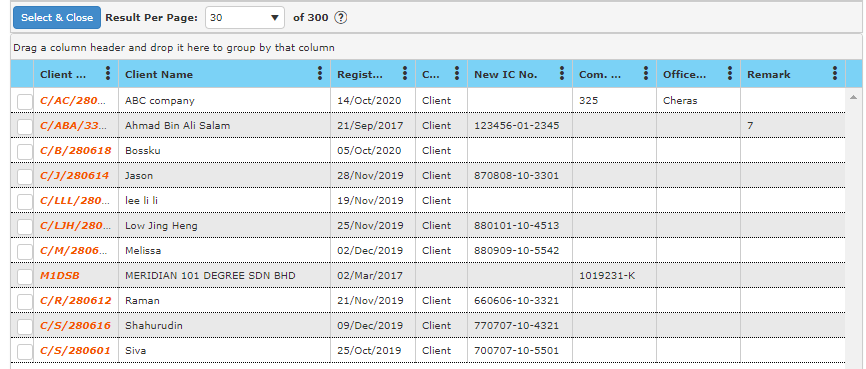 Select & Close Result Per Page: 30 of 300 ?
Drag a column header and drop it here to group by that column
Client ... Client Name Regist... C... New IC No. Com. ... Office... Remark
C/AC/280... ABC company 14/Oct/2020 Client 325 Cheras
C/ABA/33... Ahmad Bin Ali Salam 21/Sep/2017 Client 123456-01-2345 7
C/B/280618 Bossku 05/Oct/2020 Client
C/J/280614 Jason 28/Nov/2019 Client 870808-10-3301
C/LLL/280... lee li li 19/Nov/2019 Client
C/LJH/280... Low Jing Heng 25/Nov/2019 Client 880101-10-4513
C/M/2806... Melissa 02/Dec/2019 Client 880909-10-5542
M1DSB MERIDIAN 101 DEGREE SDN BHD 02/Mar/2017 1019231-K
C/R/280612 Raman 21/Nov/2019 Client 660606-10-3321
C/S/280616 Shahurudin 09/Dec/2019 Client 770707-10-4321
C/S/280601 Siva 25/Oct/2019 Client 700707-10-5501